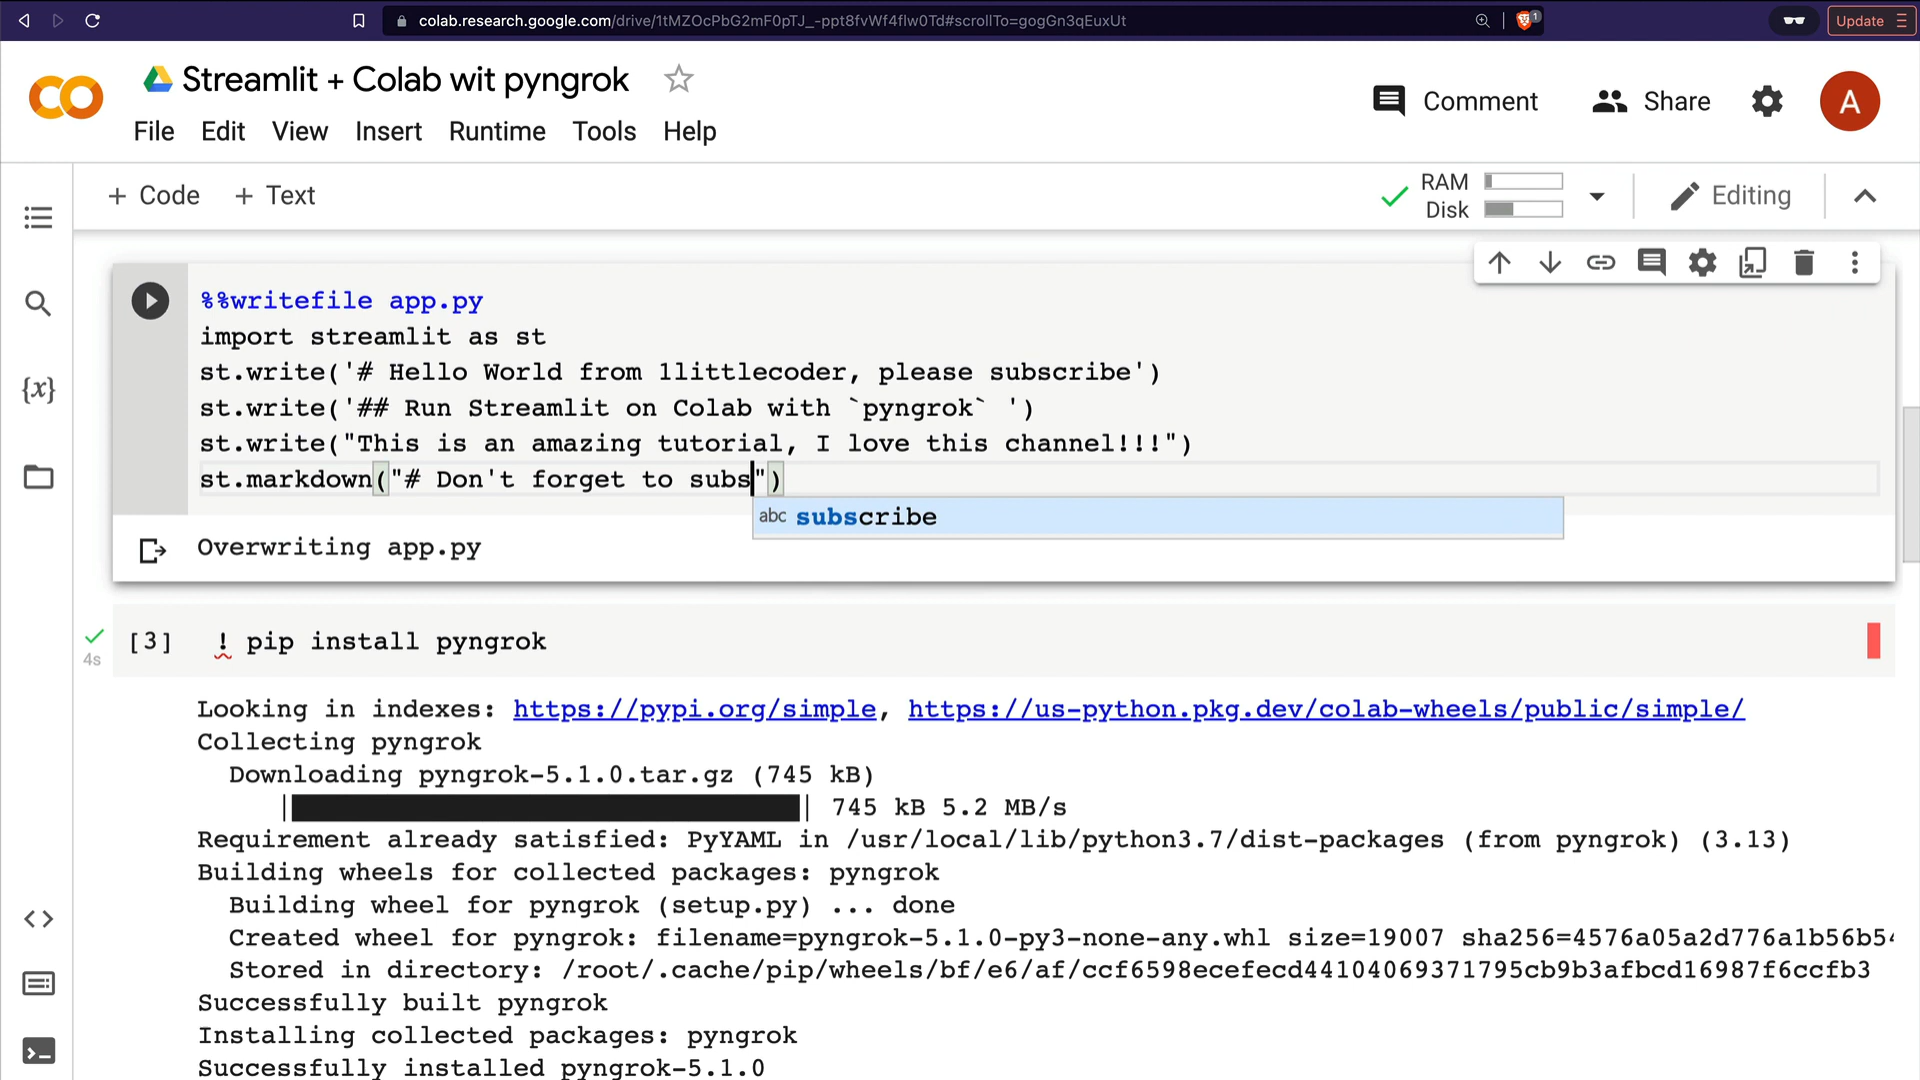 colab.research.google.com/drive/1tMZOcPbG2mF0pTJ_-ppt8fvWf4flw0Td#scrollTo=gogGn3qEuxUt
1
Update
Streamlit + Colab wit pyngrok
Comment
Share
A
File Edit View Insert Runtime Tools Help
+ Code + Text
RAM
Disk
Editing
%%writefile app.py
import streamlit as st
st.write('# Hello World from 1littlecoder, please subscribe')
st.write('## Run Streamlit on Colab with `pyngrok` ')
st.write("This is an amazing tutorial, I love this channel!!!")
st.markdown("# Don't forget to subs")
abc subscribe
Overwriting app.py
{x}
4s
[3] ! pip install pyngrok
Looking in indexes: https://pypi.org/simple, https://us-python.pkg.dev/colab-wheels/public/simple/
Collecting pyngrok
Downloading pyngrok-5.1.0.tar.gz (745 kB)
|████████████████████████████████| 745 kB 5.2 MB/s
Requirement already satisfied: PyYAML in /usr/local/lib/python3.7/dist-packages (from pyngrok) (3.13)
Building wheels for collected packages: pyngrok
Building wheel for pyngrok (setup.py) ... done
Created wheel for pyngrok: filename=pyngrok-5.1.0-py3-none-any.whl size=19007 sha256=4576a05a2d776a1b56b54
Stored in directory: /root/.cache/pip/wheels/bf/e6/af/ccf6598ecefecd44104069371795cb9b3afbcd16987f6ccfb3
Successfully built pyngrok
Installing collected packages: pyngrok
Successfully installed pyngrok-5.1.0